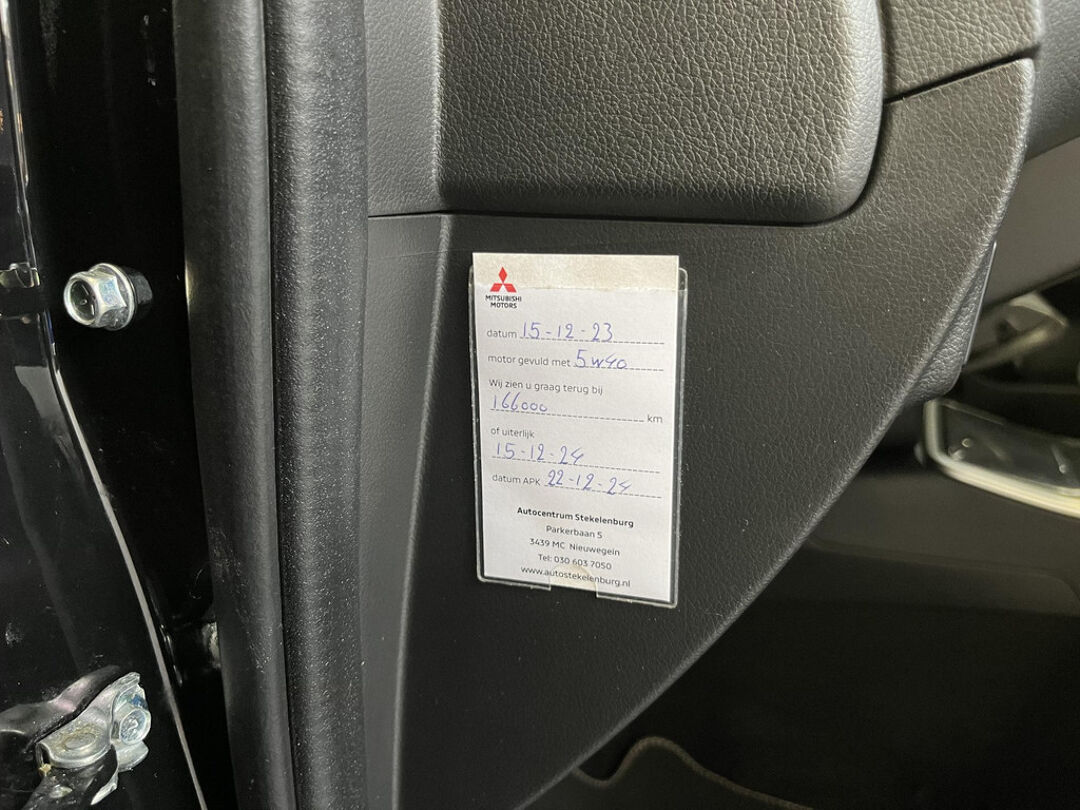 MITSUBISHI
MOTORS
datum 15-12-23
motor gevuld met 5w40
Wij zien u graag terug bij
166000 km
of uiterlijk
15-12-24
datum APK 22-12-24
Autocentrum Stekelenburg
Parkerbaan 5
3439 MC Nieuwegein
Tel: 030 603 7050
www.autostekelenburg.nl